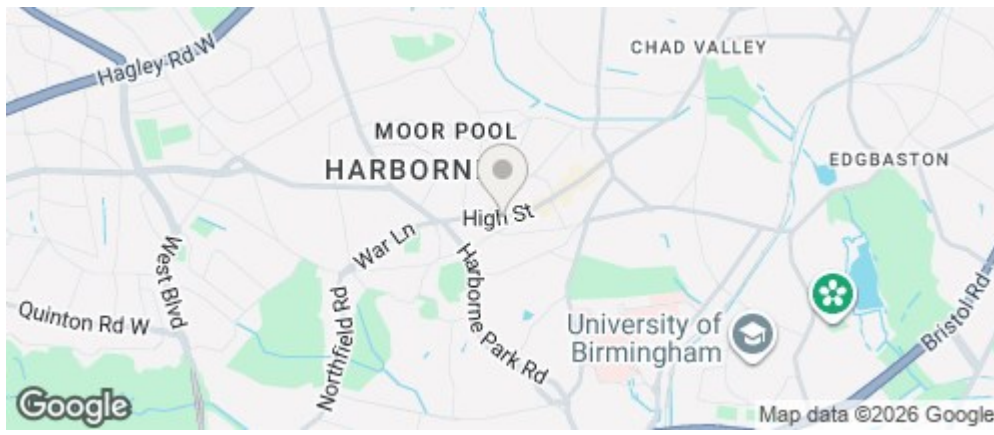 Hagley Rd W
CHAD VALLEY
MOOR POOL
HARBORNE
EDGBASTON
High St
War Ln
West Blvd
Harborne Park Rd
Quinton Rd W
Northfield Rd
University of
Birmingham
Bristol Rd
Google
Map data ©2026 Google